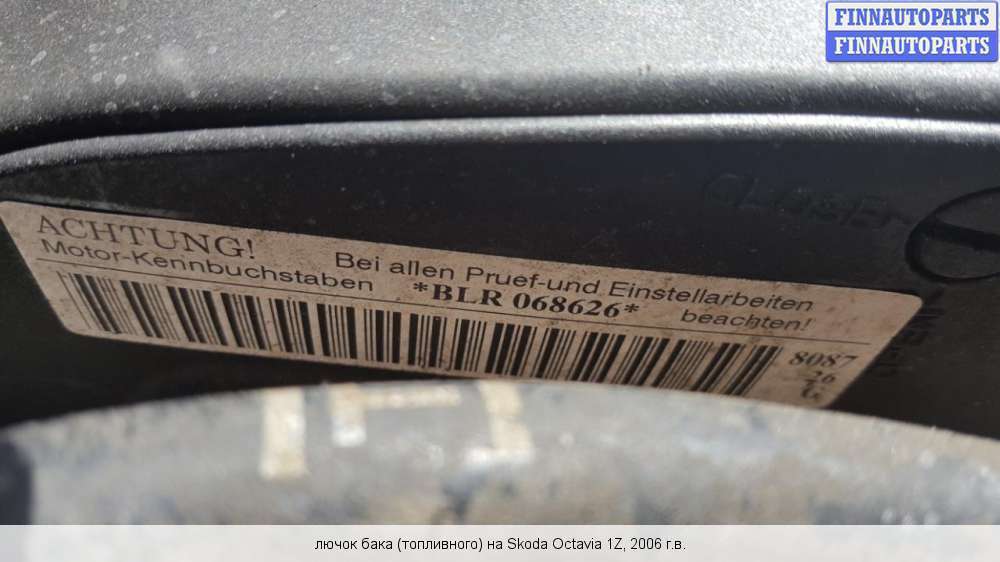 FINNAUTOPARTS
FINNAUTOPARTS
ACHTUNG! Bei allen Pruef-und Einstellarbeiten
Motor-Kennbuchstaben *BLR 068626* beachten!
8087
26
лючок бака (топливного) на Skoda Octavia 1Z, 2006 г.в.